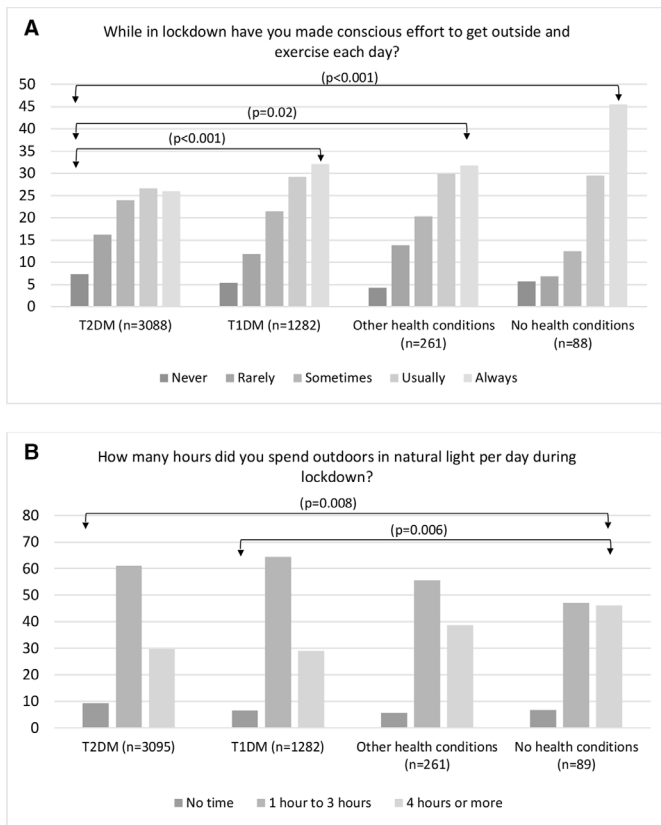 A
While in lockdown have you made conscious effort to get outside and
exercise each day?
(p<0.001)
50
45
(p=0.02)
40
(p<0.001)
35
30
25
20
15
10
5
0
T2DM (n=3088)
T1DM (n=1282)
Other health conditions
(n=261)
No health conditions
(n=88)
Never
Rarely
Sometimes
Usually
Always
B
How many hours did you spend outdoors in natural light per day during
lockdown?
(p=0.008)
80
(p=0.006)
70
60
50
40
30
20
10
0
T2DM (n=3095)
T1DM (n=1282)
Other health conditions
(n=261)
No health conditions
(n=89)
No time
1 hour to 3 hours
4 hours or more